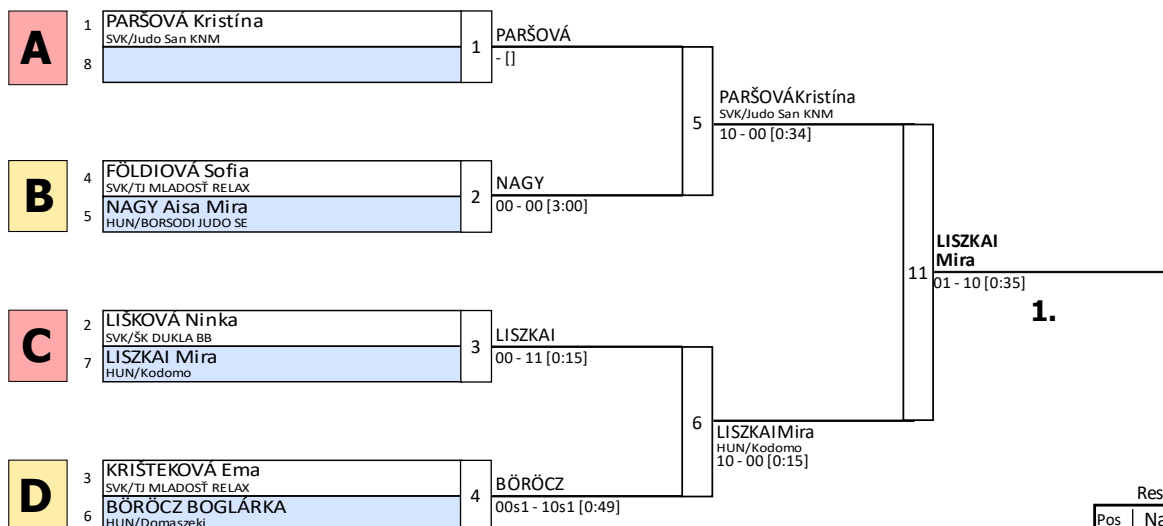 A
1
PARŠOVÁ Kristína
SVK/Judo San KNM
8
1
PARŠOVÁ
- []
5
PARŠOVÁKristína
SVK/Judo San KNM
10 - 00 [0:34]
B
4
FÖLDIOVÁ Sofia
SVK/TJ MLADOSŤ RELAX
5
NAGY Aisa Mira
HUN/BORSODI JUDO SE
2
NAGY
00 - 00 [3:00]
11
LISZKAI
Mira
01 - 10 [0:35]
1.
C
2
LIŠKOVÁ Ninka
SVK/ŠK DUKLA BB
7
LISZKAI Mira
HUN/Kodomo
3
LISZKAI
00 - 11 [0:15]
6
LISZKAIMira
HUN/Kodomo
10 - 00 [0:15]
D
3
KRIŠTEKOVÁ Ema
SVK/TJ MLADOSŤ RELAX
6
BÖRÖCZ BOGLÁRKA
HUN/Domaszeki
4
BÖRÖCZ
00s1 - 10s1 [0:49]
Res
Pos Na